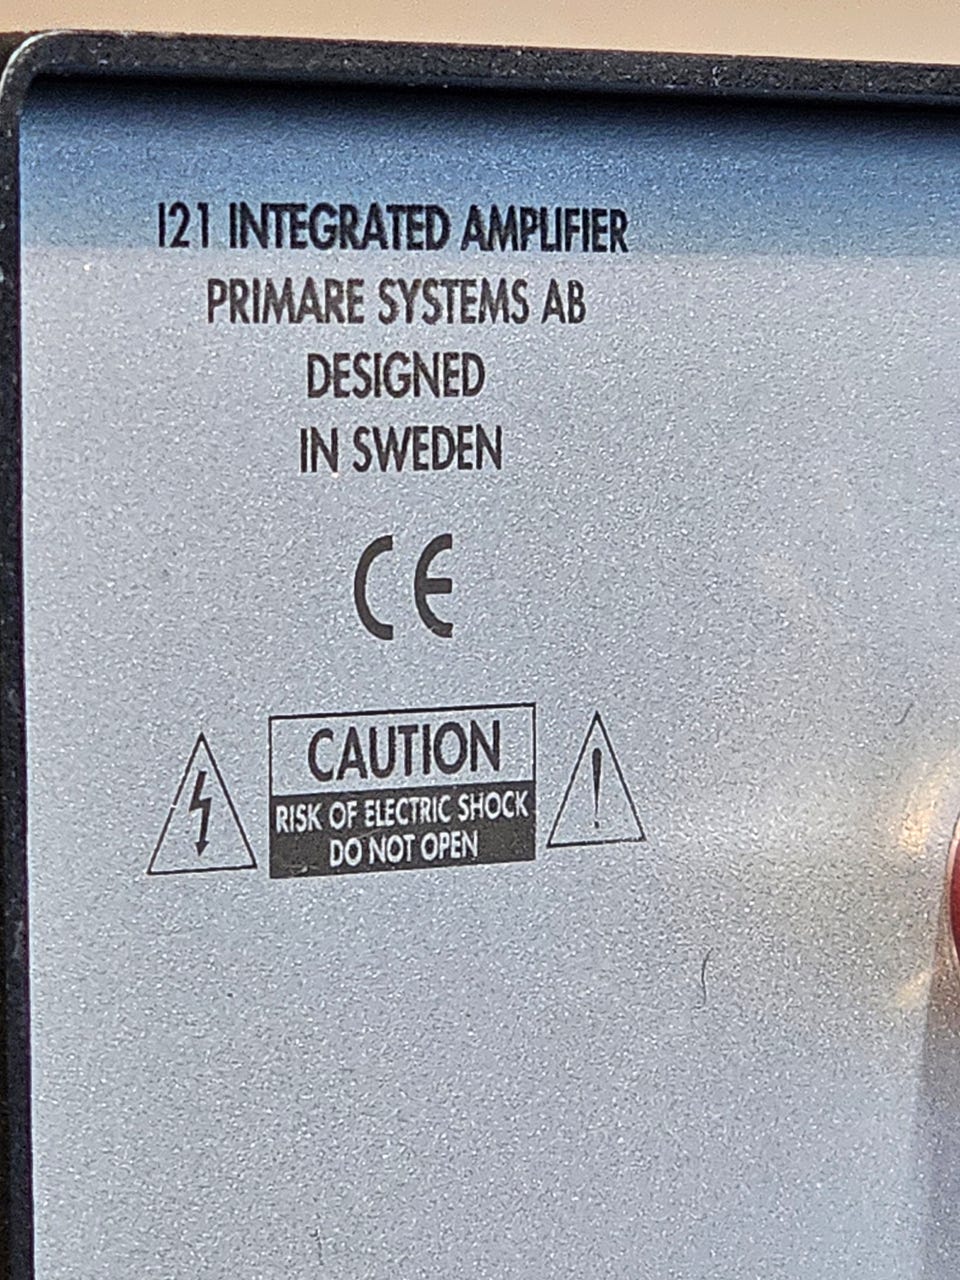 I21 INTEGRATED AMPLIFIER
PRIMARE SYSTEMS AB
DESIGNED
IN SWEDEN
CE
CAUTION
RISK OF ELECTRIC SHOCK
DO NOT OPEN